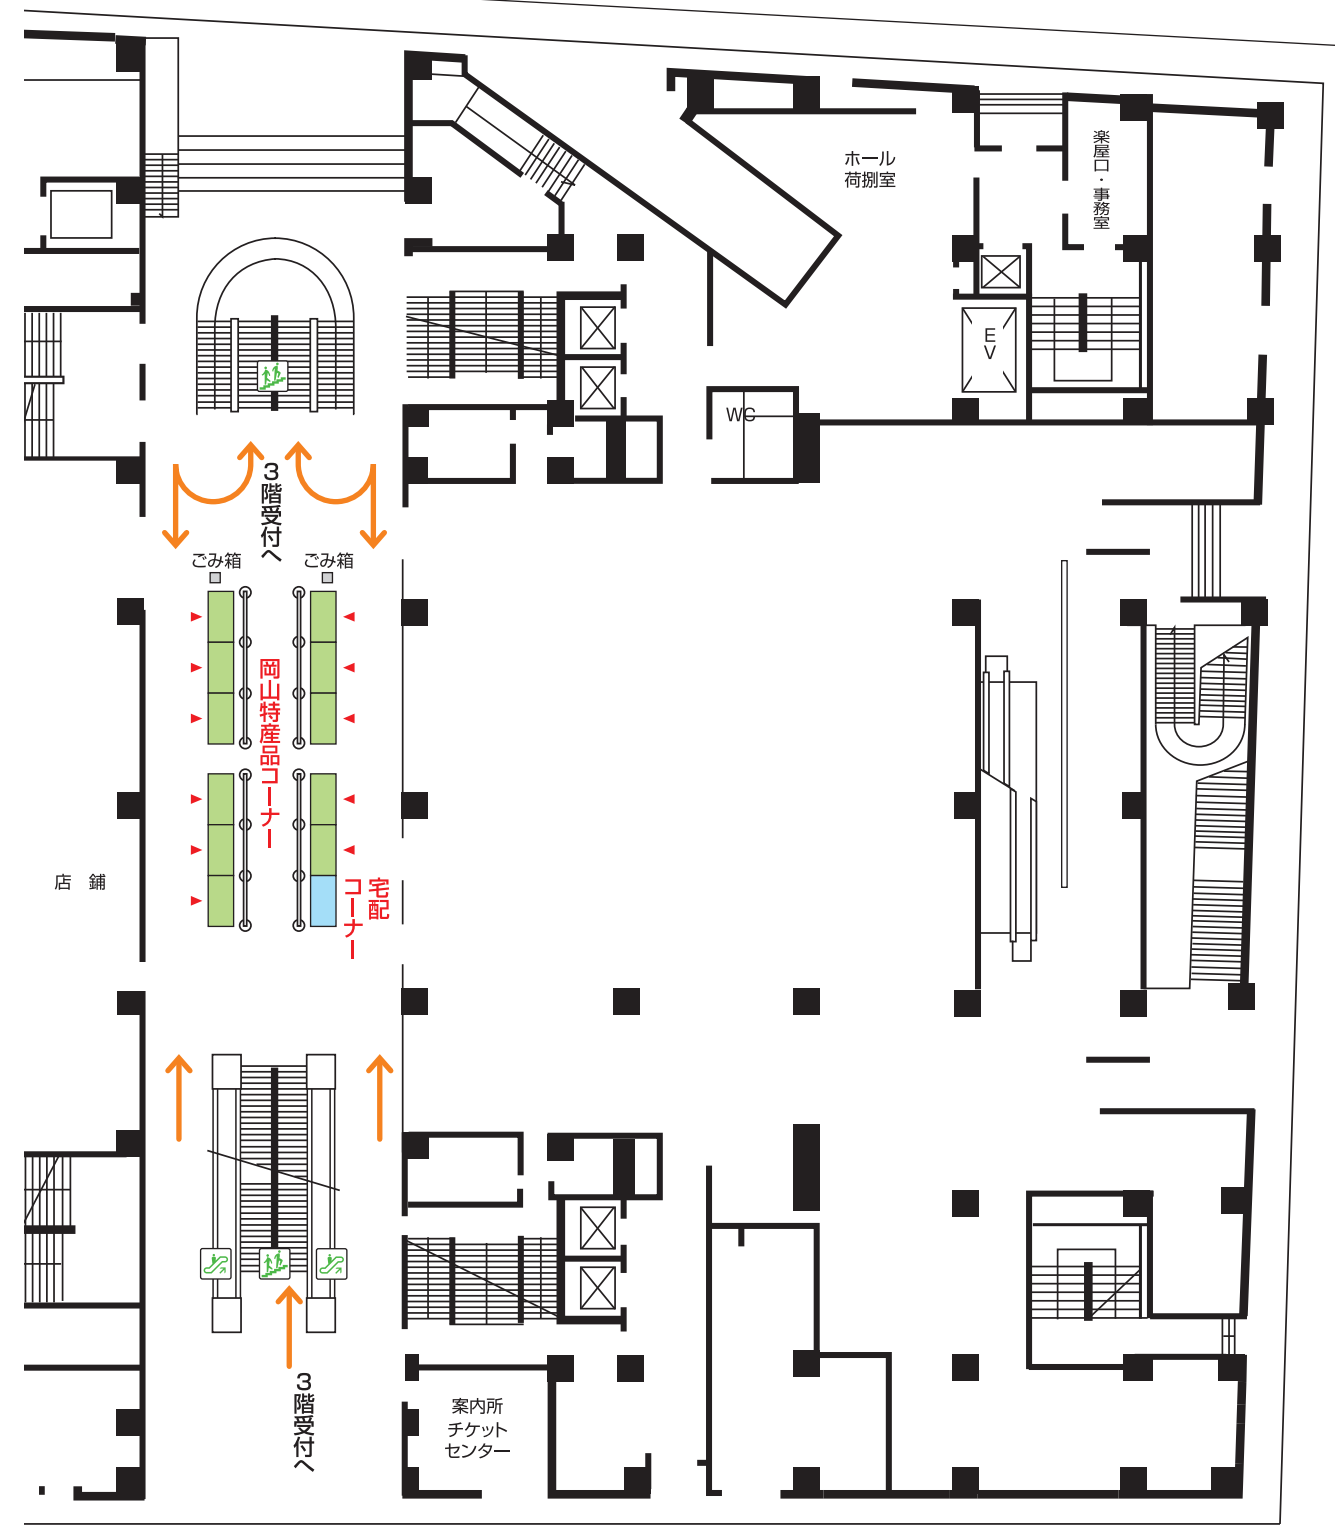 ホール
荷捌室
楽屋口・事務室
EV
WC
3階受付へ
ごみ箱
ごみ箱
岡山特産品コーナー
宅配
コーナー
店 舗
3階受付へ
案内所
チケット
センター